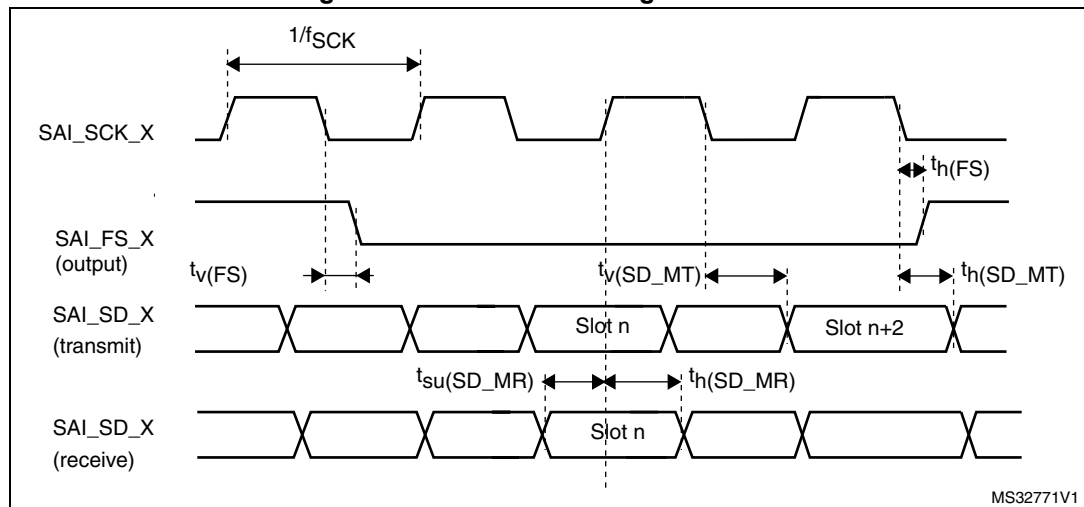 1/fSCK
SAI_SCK_X
th(FS)
SAI_FS_X
(output)
tv(FS)
tv(SD_MT)
th(SD_MT)
SAI_SD_X
(transmit)
Slot n
Slot n+2
tsu(SD_MR)
th(SD_MR)
SAI_SD_X
(receive)
Slot n
MS32771V1